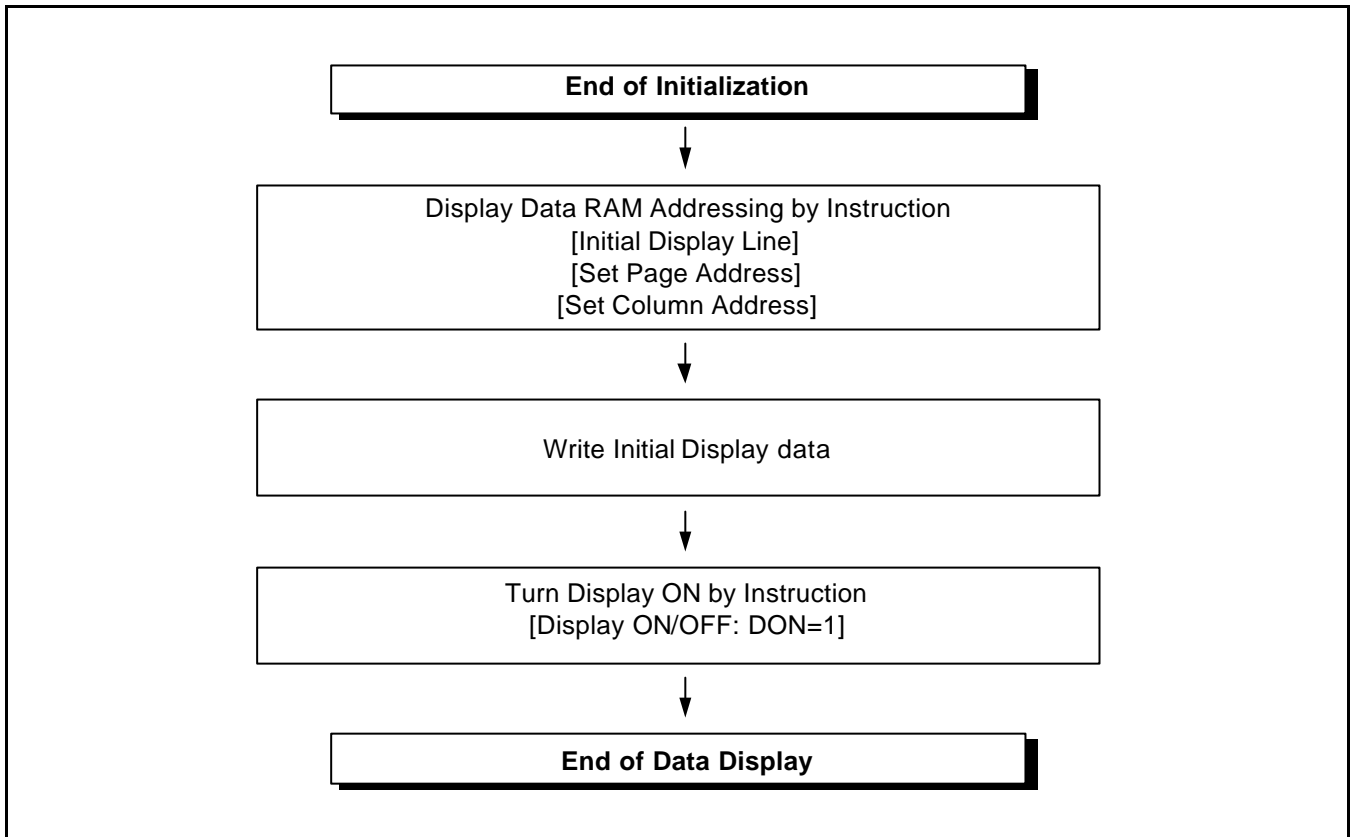 End of Initialization
Display Data RAM Addressing by Instruction
[Initial Display Line]
[Set Page Address]
[Set Column Address]
Write Initial Display data
Turn Display ON by Instruction
[Display ON/OFF: DON=1]
End of Data Display